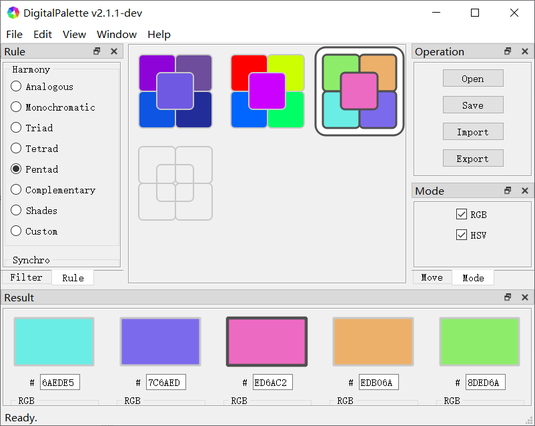 DigitalPalette v2.1.1-dev
File Edit View Window Help
Rule
Harmony
Analogous
Monochromatic
Triad
Tetrad
Pentad
Complementary
Shades
Custom
Synchro
Filter Rule
Operation
Open
Save
Import
Export
Mode
RGB
HSV
Move Mode
Result
# 6AEDE5 # 7C6AED # ED6AC2 # EDB06A # 8DED6A
RGB RGB RGB RGB RGB
Ready.